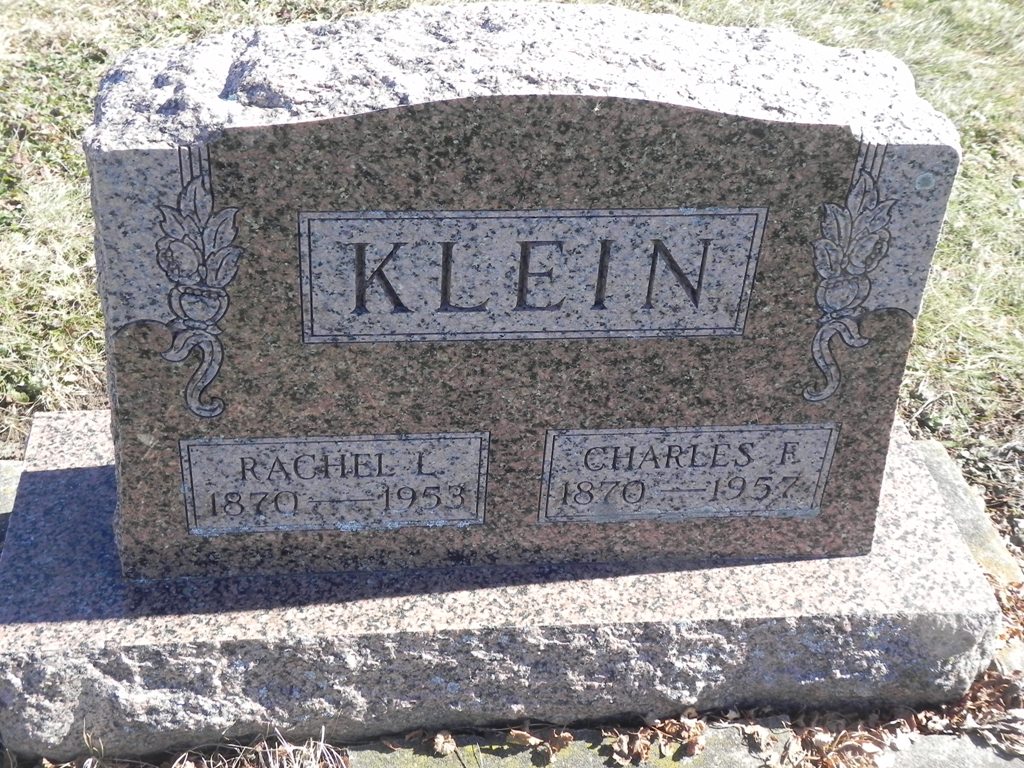 KLEIN
RACHEL L.
1870 — 1953
CHARLES F.
1870 — 1957